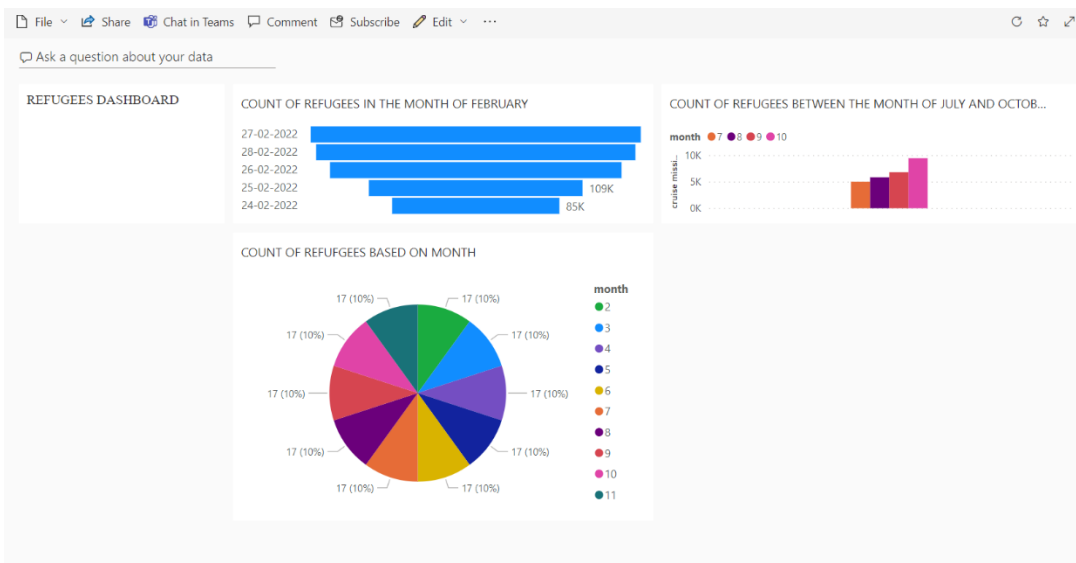 File Share Chat in Teams Comment Subscribe Edit ...
Ask a question about your data
REFUGEES DASHBOARD
COUNT OF REFUGEES IN THE MONTH OF FEBRUARY
27-02-2022
28-02-2022
26-02-2022
25-02-2022 109K
24-02-2022 85K
COUNT OF REFUGEES BETWEEN THE MONTH OF JULY AND OCTOB...
month 7 8 9 10
cruise missi...
10K
5K
0K
COUNT OF REFUFGEES BASED ON MONTH
17 (10%) 17 (10%)
17 (10%) 17 (10%)
17 (10%) 17 (10%)
17 (10%) 17 (10%)
17 (10%) 17 (10%)
month
2
3
4
5
6
7
8
9
10
11